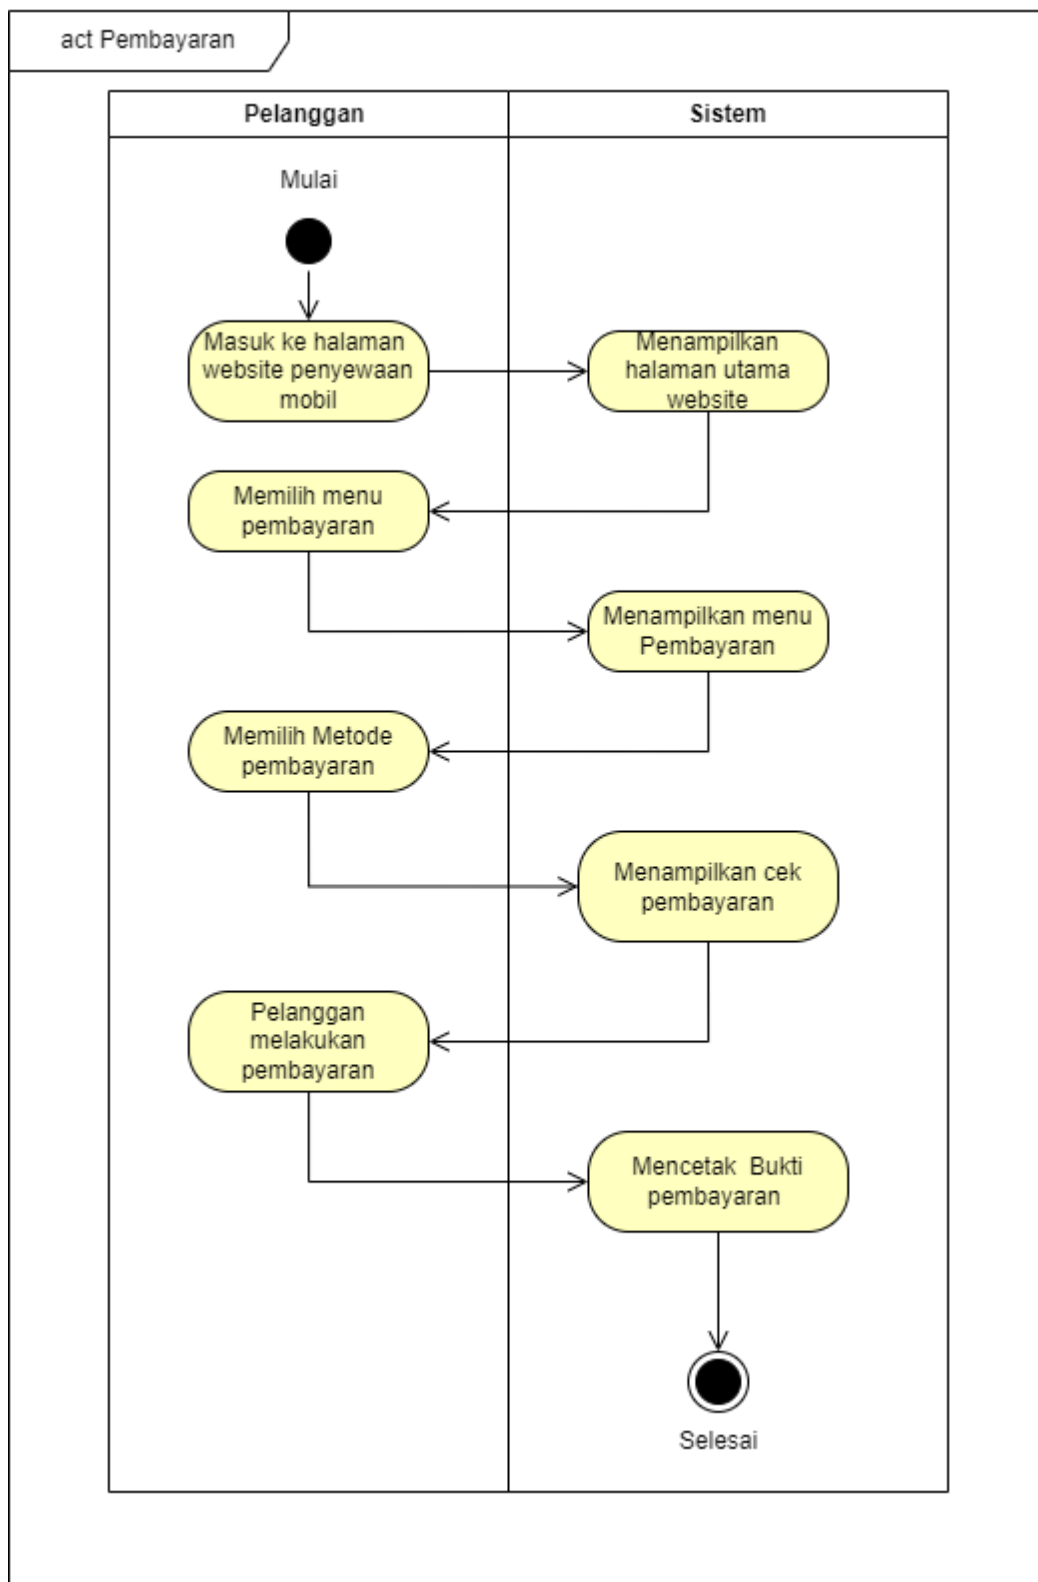 act Pembayaran
Pelanggan
Sistem
Mulai
Masuk ke halaman
website penyewaan
mobil
Menampilkan
halaman utama
website
Memilih menu
pembayaran
Menampilkan menu
Pembayaran
Memilih Metode
pembayaran
Menampilkan cek
pembayaran
Pelanggan
melakukan
pembayaran
Mencetak  Bukti
pembayaran
Selesai